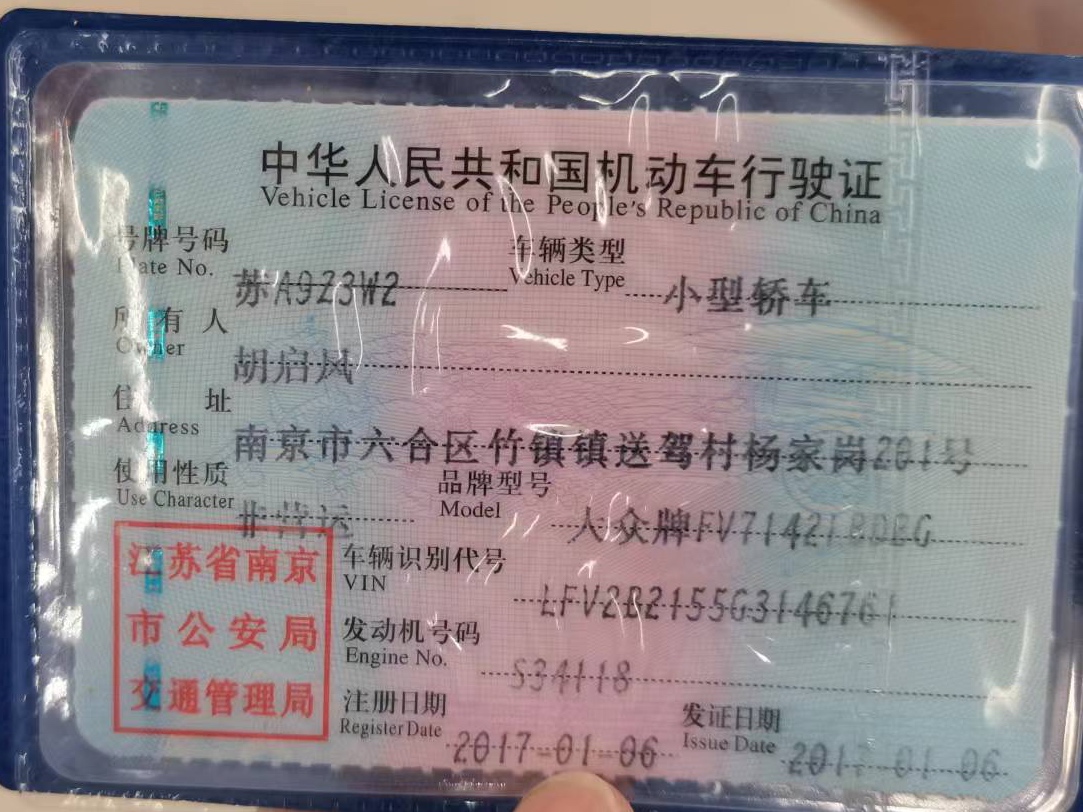 中华人民共和国机动车行驶证
Vehicle License of the People's Republic of China
号牌号码 苏A9Z3W2 车辆类型 小型轿车
Plate No. Vehicle Type
所有人 胡启凤
Owner
住址 南京市六合区竹镇镇送驾村杨家岗201号
Address
使用性质 非营运 品牌型号
Use Character Model 大众牌FV7142TBDBG
江苏省南京
市公安局
交通管理局
车辆识别代号
VIN LFV2B2155G3146761
发动机号码
Engine No. S34118
注册日期 2017-01-06 发证日期 2017-01-06
Register Date Issue Date